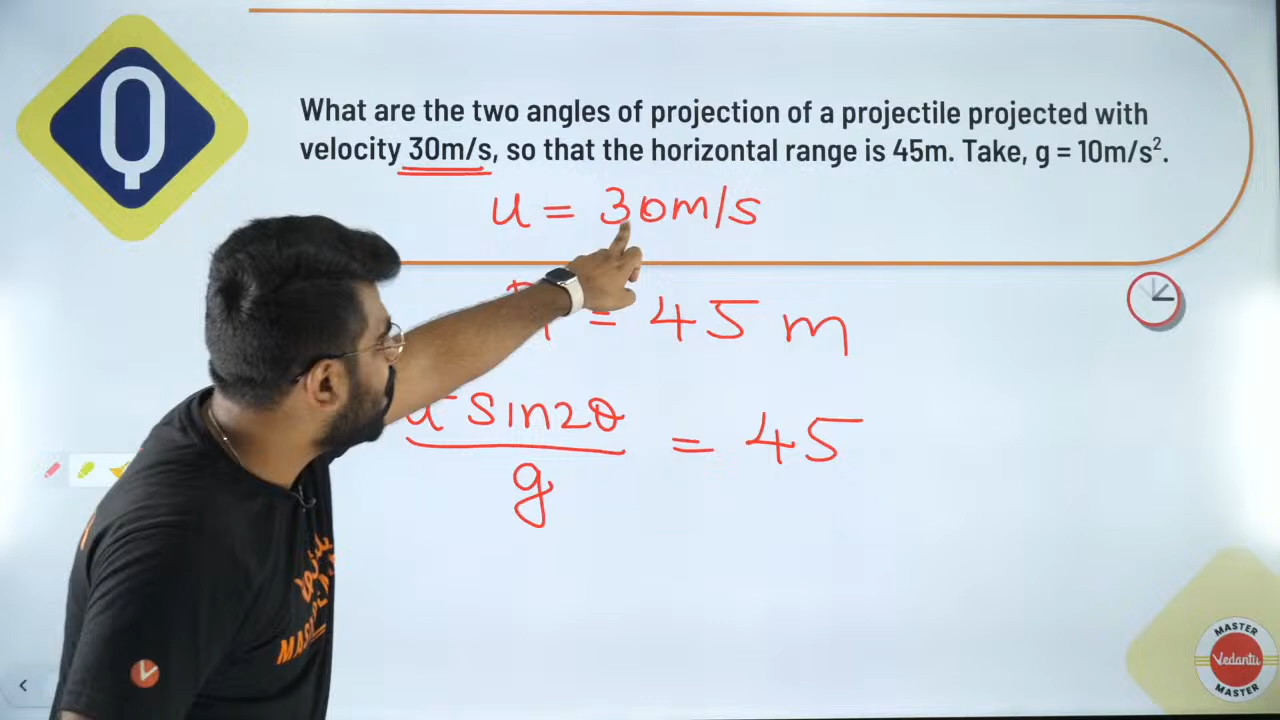 Q
What are the two angles of projection of a projectile projected with
velocity 30m/s, so that the horizontal range is 45m. Take, g = 10m/s².
u = 30m/s
= 45 m
sin2θ
g
= 45
MASTER
Vedantu
MASTER